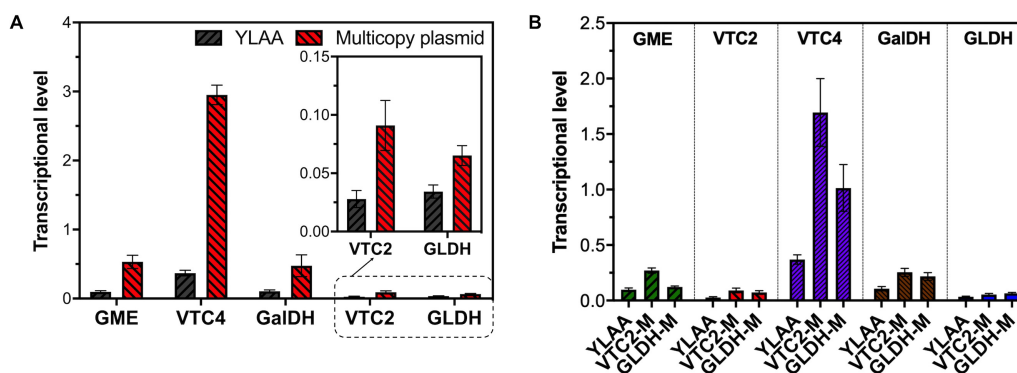 A
Transcriptional level
4
3
2
1
0
YLAA Multicopy plasmid
0.15
0.10
0.05
0.00
VTC2 GLDH
GME VTC4 GalDH VTC2 GLDH
B
Transcriptional level
2.5
2.0
1.5
1.0
0.5
0.0
GME VTC2 VTC4 GalDH GLDH
YLAA VTC2-M GLDH-M YLAA VTC2-M GLDH-M YLAA VTC2-M GLDH-M YLAA VTC2-M GLDH-M YLAA VTC2-M GLDH-M